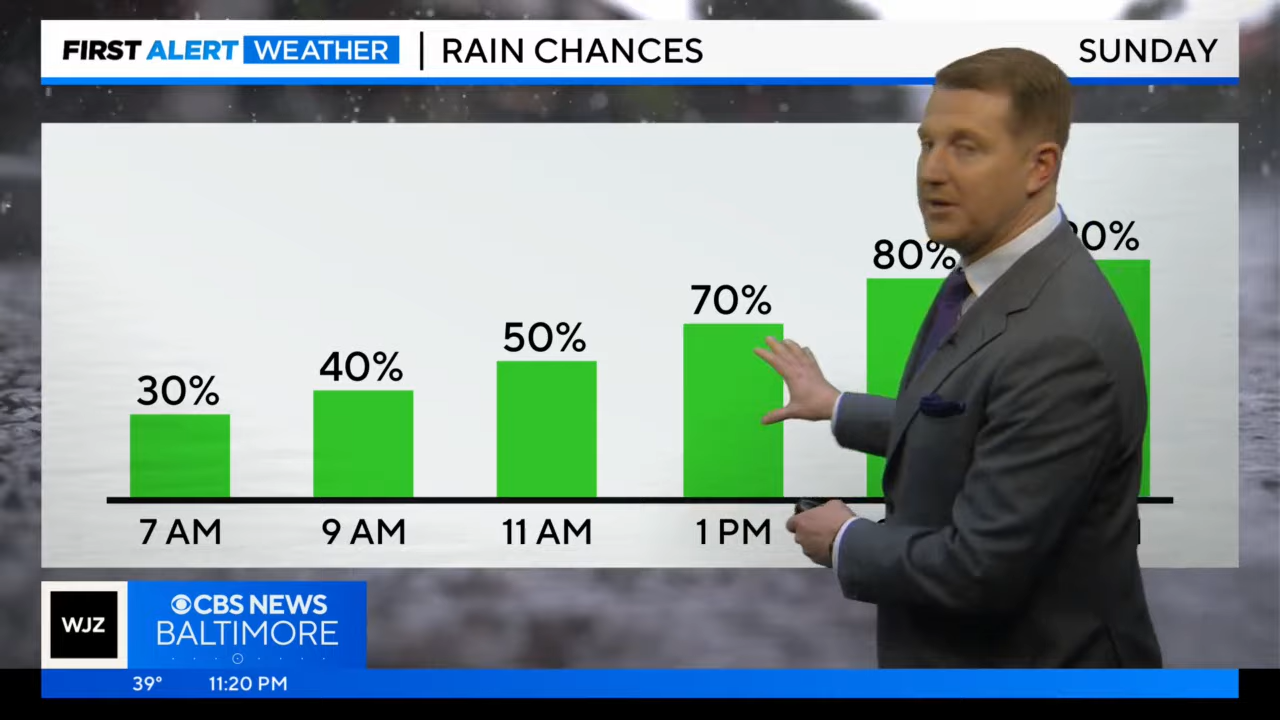 FIRST ALERT WEATHER | RAIN CHANCES
SUNDAY
30%
40%
50%
70%
80%
0%
7 AM
9 AM
11 AM
1 PM
WJZ
CBS NEWS
BALTIMORE
39° 11:20 PM